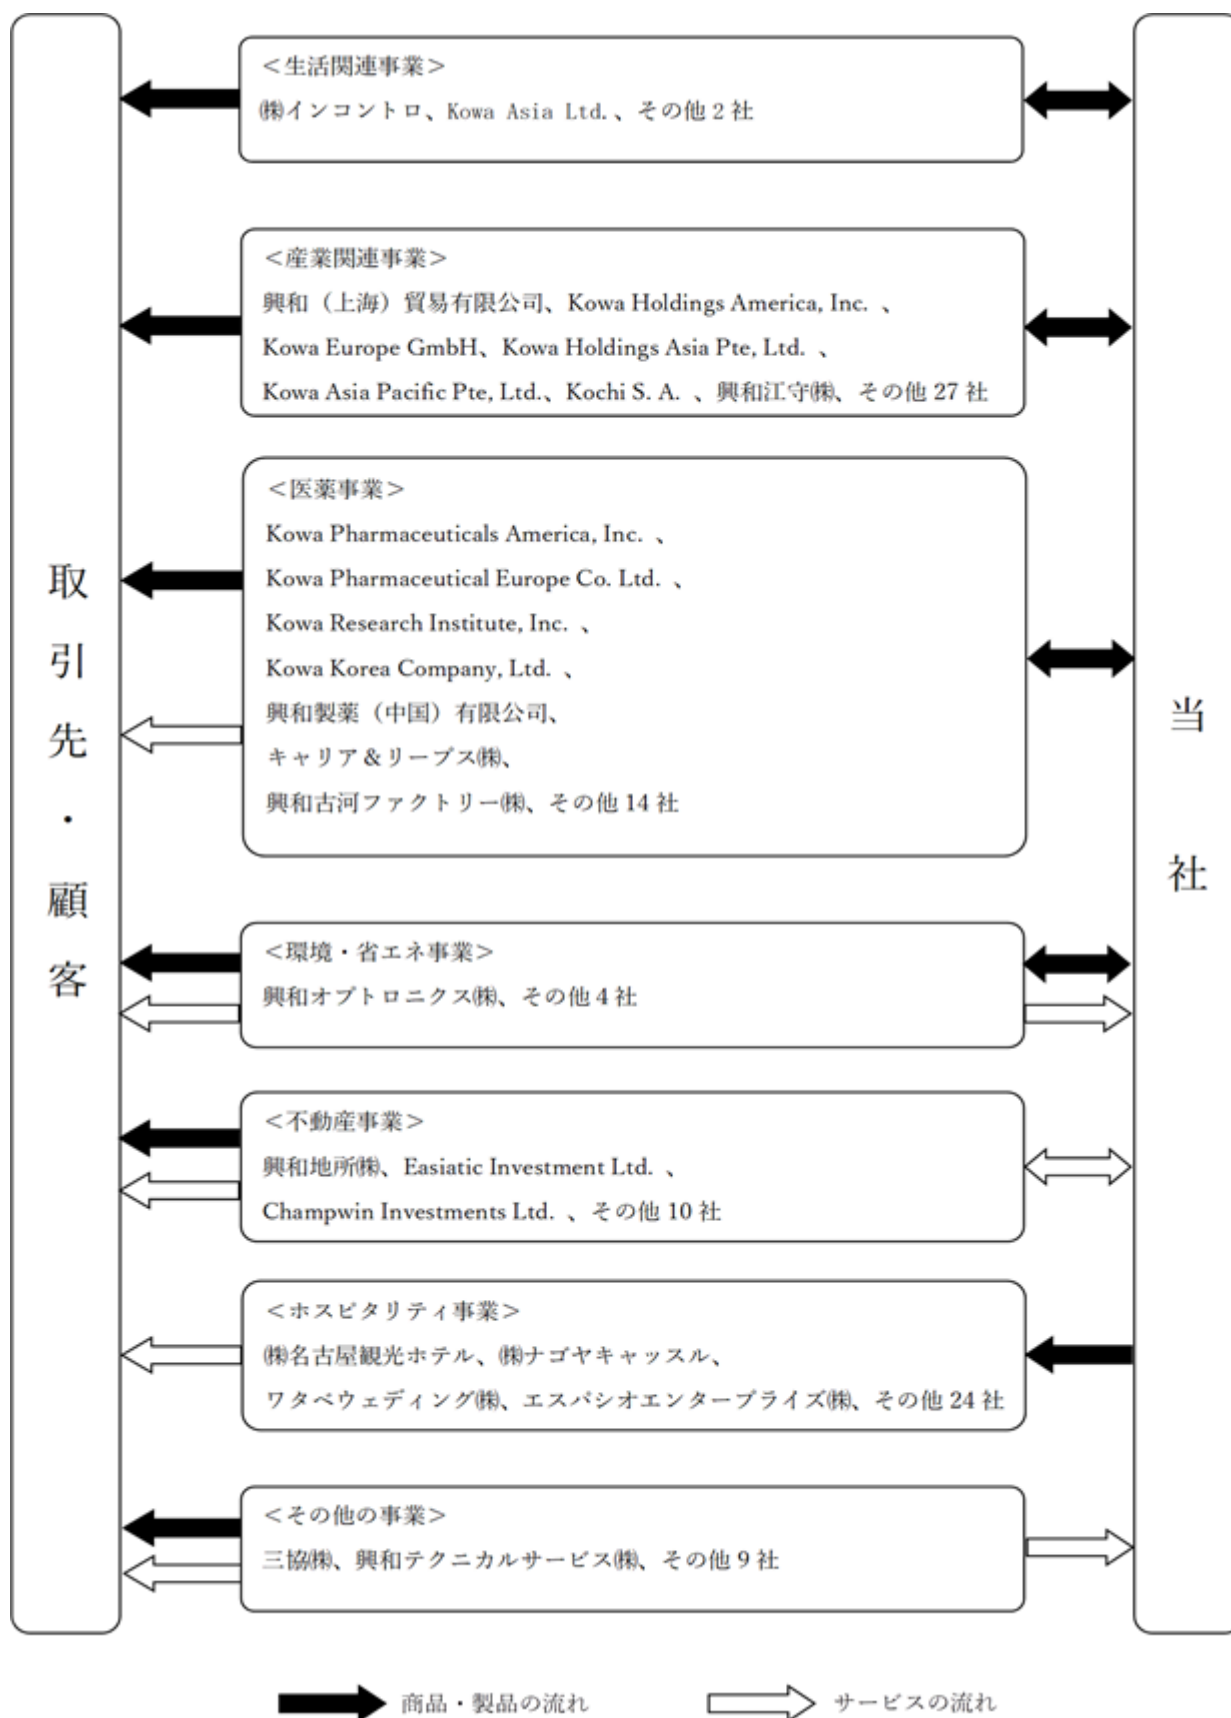 取引先・顧客
<生活関連事業>
㈱インコントロ、Kowa Asia Ltd.、その他 2 社
<産業関連事業>
興和（上海）貿易有限公司、Kowa Holdings America, Inc. 、
Kowa Europe GmbH、Kowa Holdings Asia Pte, Ltd. 、
Kowa Asia Pacific Pte, Ltd.、Kochi S. A. 、興和江守㈱、その他 27 社
<医薬事業>
Kowa Pharmaceuticals America, Inc. 、
Kowa Pharmaceutical Europe Co. Ltd. 、
Kowa Research Institute, Inc. 、
Kowa Korea Company, Ltd. 、
興和製薬（中国）有限公司、
キャリア＆リーブス㈱、
興和古河ファクトリー㈱、その他 14 社
<環境・省エネ事業>
興和オプトロニクス㈱、その他 4 社
<不動産事業>
興和地所㈱、Easiatic Investment Ltd. 、
Champwin Investments Ltd. 、その他 10 社
<ホスピタリティ事業>
㈱名古屋観光ホテル、㈱ナゴヤキャッスル、
ワタベウェディング㈱、エスパシオエンタープライズ㈱、その他 24 社
<その他の事業>
三協㈱、興和テクニカルサービス㈱、その他 9 社
当社
商品・製品の流れ
サービスの流れ